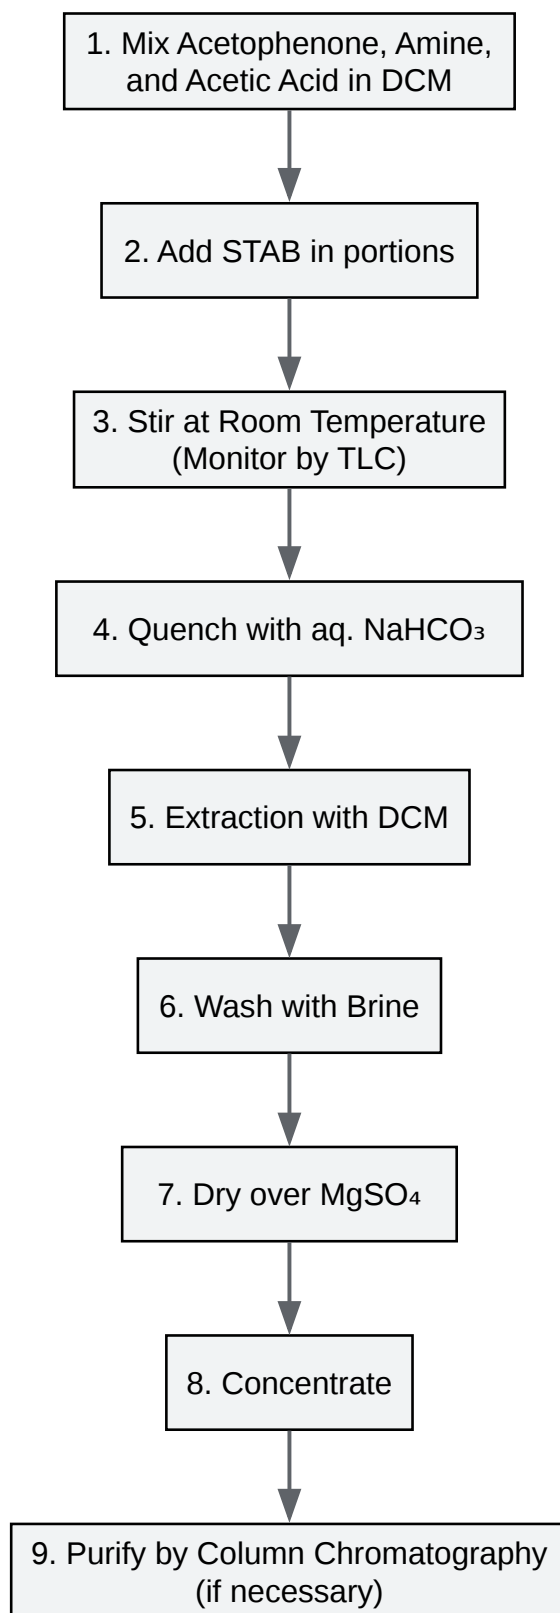 1. Mix Acetophenone, Amine,
and Acetic Acid in DCM
2. Add STAB in portions
3. Stir at Room Temperature
(Monitor by TLC)
4. Quench with aq. NaHCO₃
5. Extraction with DCM
6. Wash with Brine
7. Dry over MgSO₄
8. Concentrate
9. Purify by Column Chromatography
(if necessary)